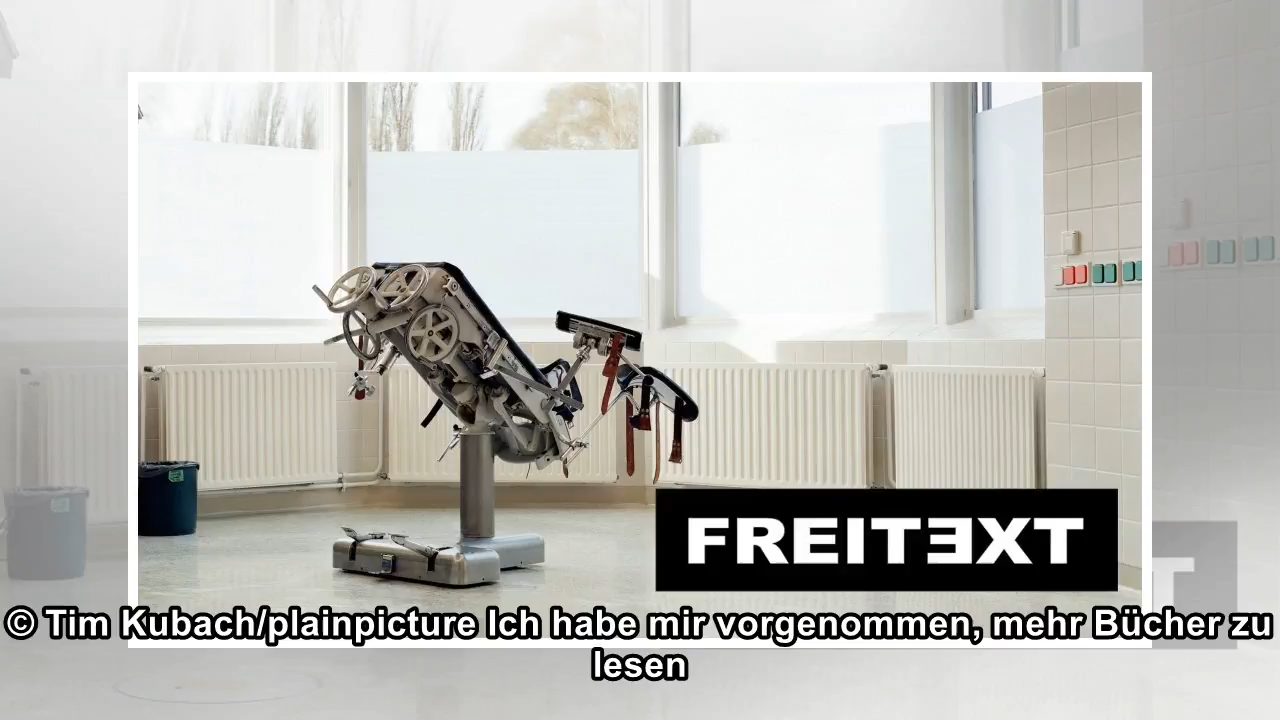 FREITEXT
© Tim Kubach/plainpicture Ich habe mir vorgenommen, mehr Bücher zu
lesen